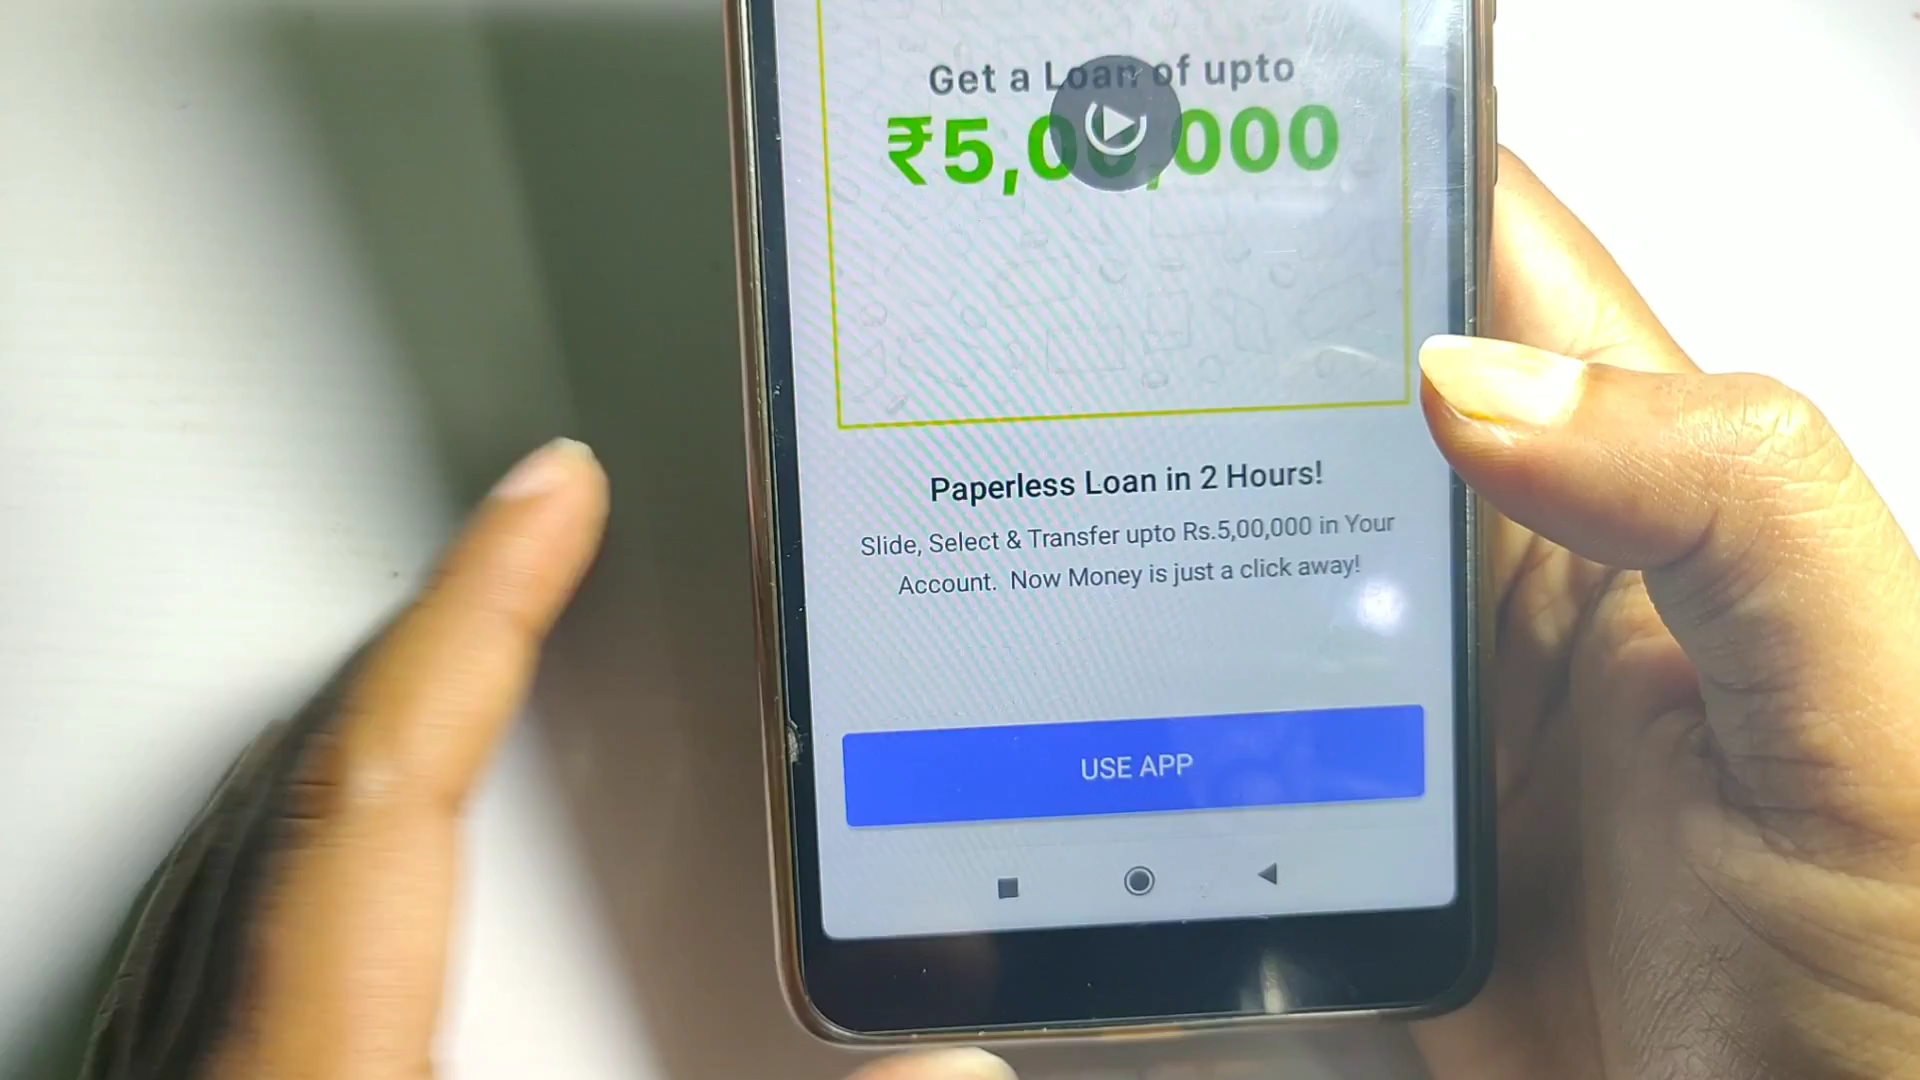 Get a Loan of upto
₹5,00,000
Paperless Loan in 2 Hours!
Slide, Select & Transfer upto Rs.5,00,000 in Your
Account. Now Money is just a click away!
USE APP